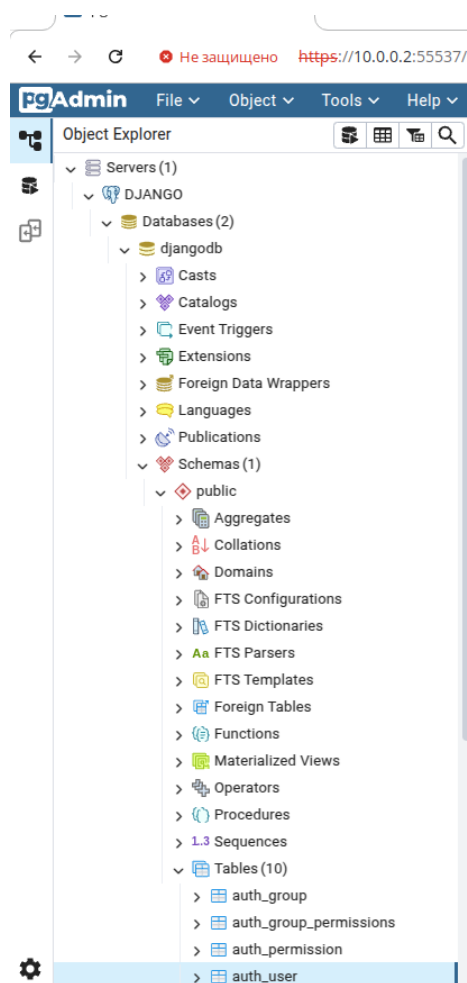 Не защищено https://10.0.0.2:55537/
pgAdmin File Object Tools Help
Object Explorer
Servers (1)
DJANGO
Databases (2)
djangodb
Casts
Catalogs
Event Triggers
Extensions
Foreign Data Wrappers
Languages
Publications
Schemas (1)
public
Aggregates
Collations
Domains
FTS Configurations
FTS Dictionaries
Aa FTS Parsers
FTS Templates
Foreign Tables
Functions
Materialized Views
Operators
Procedures
1..3 Sequences
Tables (10)
auth_group
auth_group_permissions
auth_permission
auth_user